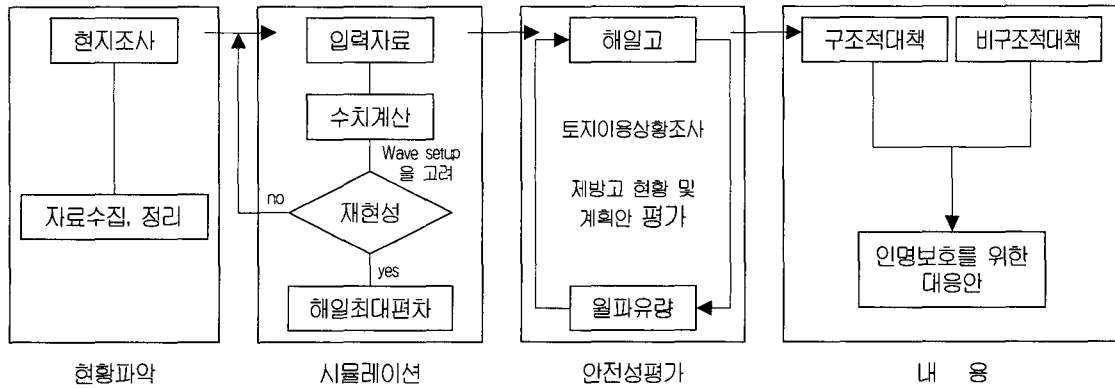 현지조사
자료수집, 정리
현황파악
입력자료
수치계산
Wave setup
을 고려
no
재현성
yes
해일최대편차
시뮬레이션
해일고
토지이용상황조사
제방고 현황 및
계획안 평가
월파유량
안전성평가
구조적대책
비구조적대책
인명보호를 위한
대응안
내 용